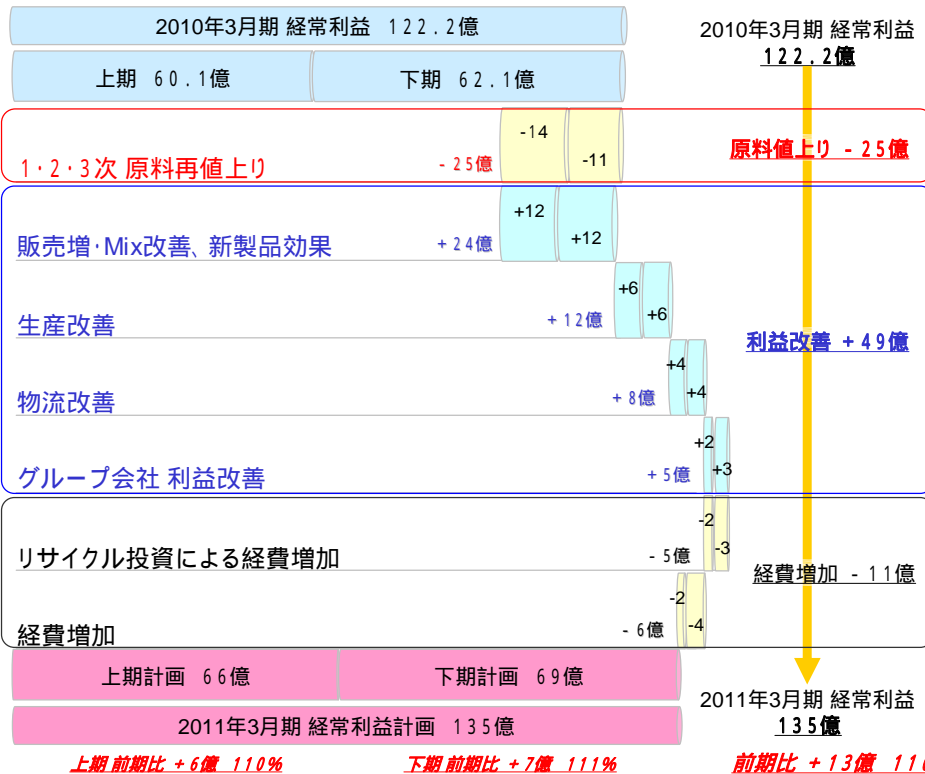 2010年3月期 経常利益 122.2億
2010年3月期 経常利益
122.2億
上期 60.1億
下期 62.1億
-14
-11
1・2・3次 原料再値上り
- 25億
原料値上り - 25億
+12
+12
販売増・Mix改善、新製品効果
+ 24億
+6
+6
生産改善
+ 12億
利益改善 + 49億
+4
+4
物流改善
+ 8億
+2
+3
グループ会社 利益改善
+ 5億
-2
-3
リサイクル投資による経費増加
- 5億
経費増加 - 11億
-2
-4
経費増加
- 6億
上期計画 66億
下期計画 69億
2011年3月期 経常利益
135億
2011年3月期 経常利益計画 135億
上期 前期比 + 6億 110%
下期 前期比 + 7億 111%
前期比 + 13億